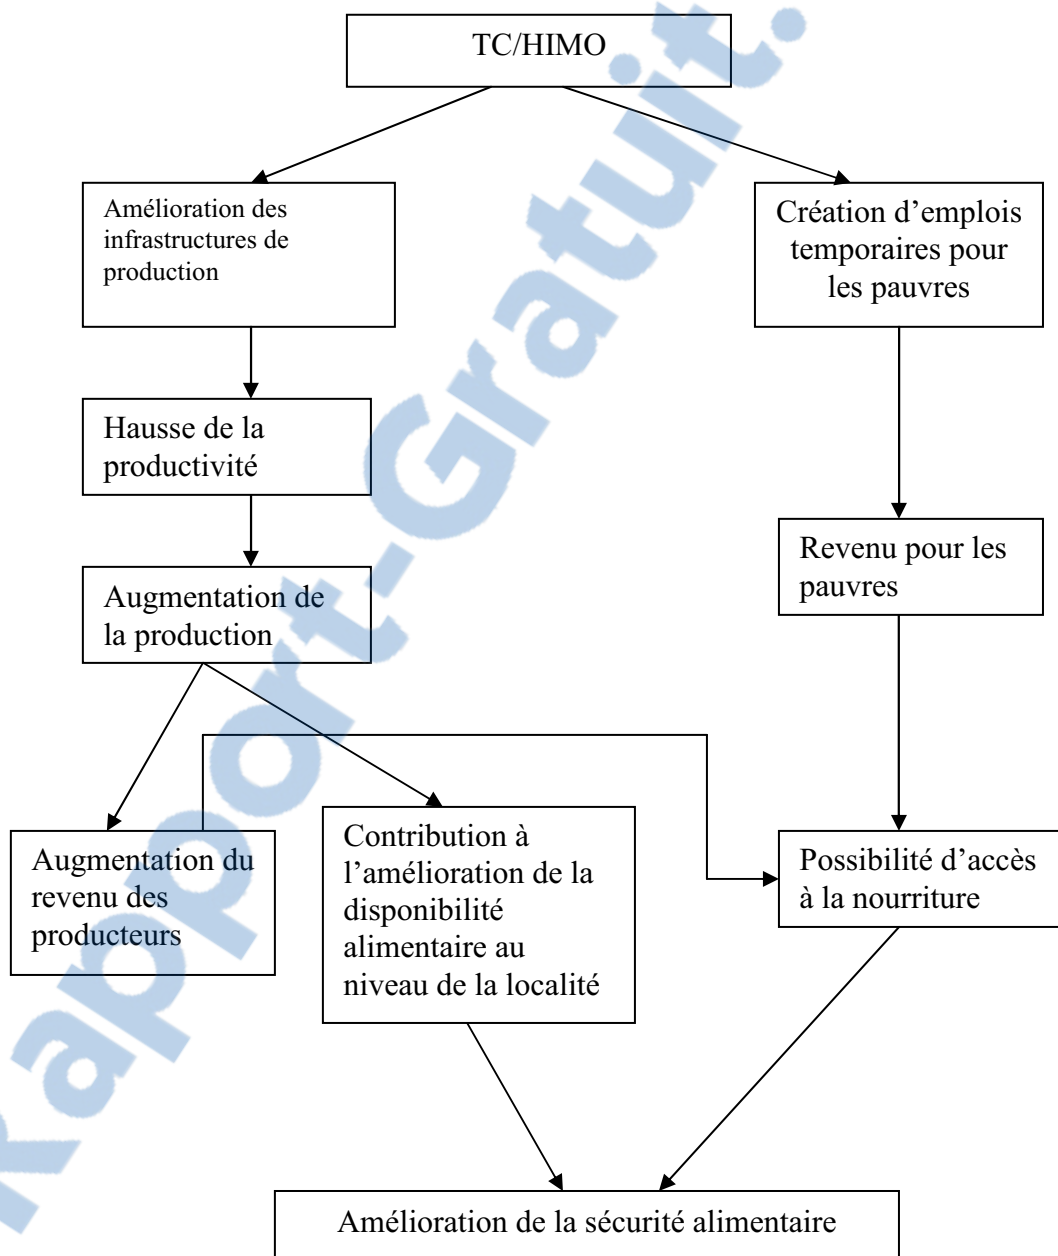 TC/HIMO
Amélioration des
infrastructures de
production
Création d’emplois
temporaires pour
les pauvres
Hausse de la
productivité
Revenu pour les
pauvres
Augmentation de
la production
Augmentation du
revenu des
producteurs
Contribution à
l’amélioration de la
disponibilité
alimentaire au
niveau de la localité
Possibilité d’accès
à la nourriture
Amélioration de la sécurité alimentaire
Rapport-Gratuit.